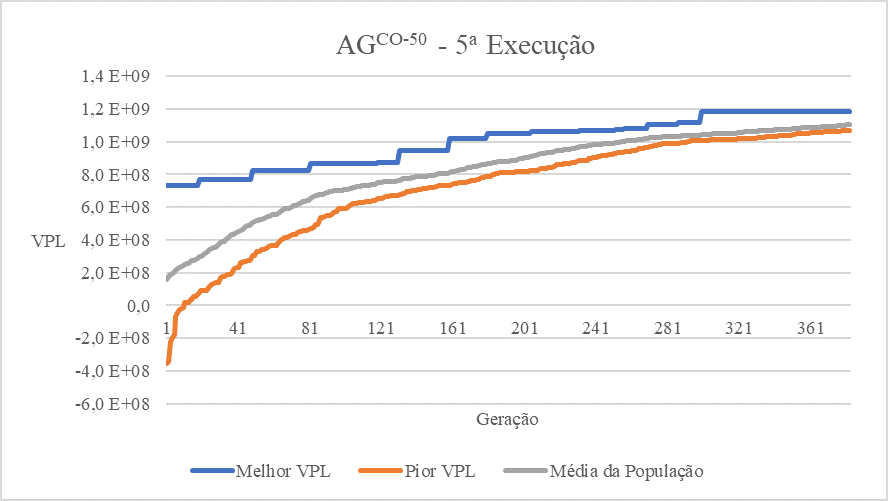 AGCO-50 - 5ª Execução
1,4 E+09
1,2 E+09
1,0 E+09
8,0 E+08
6,0 E+08
4,0 E+08
2,0 E+08
0,0
-2,0 E+08
-4,0 E+08
-6,0 E+08
VPL
1 41 81 121 161 201 241 281 321 361
Geração
Melhor VPL Pior VPL Média da População